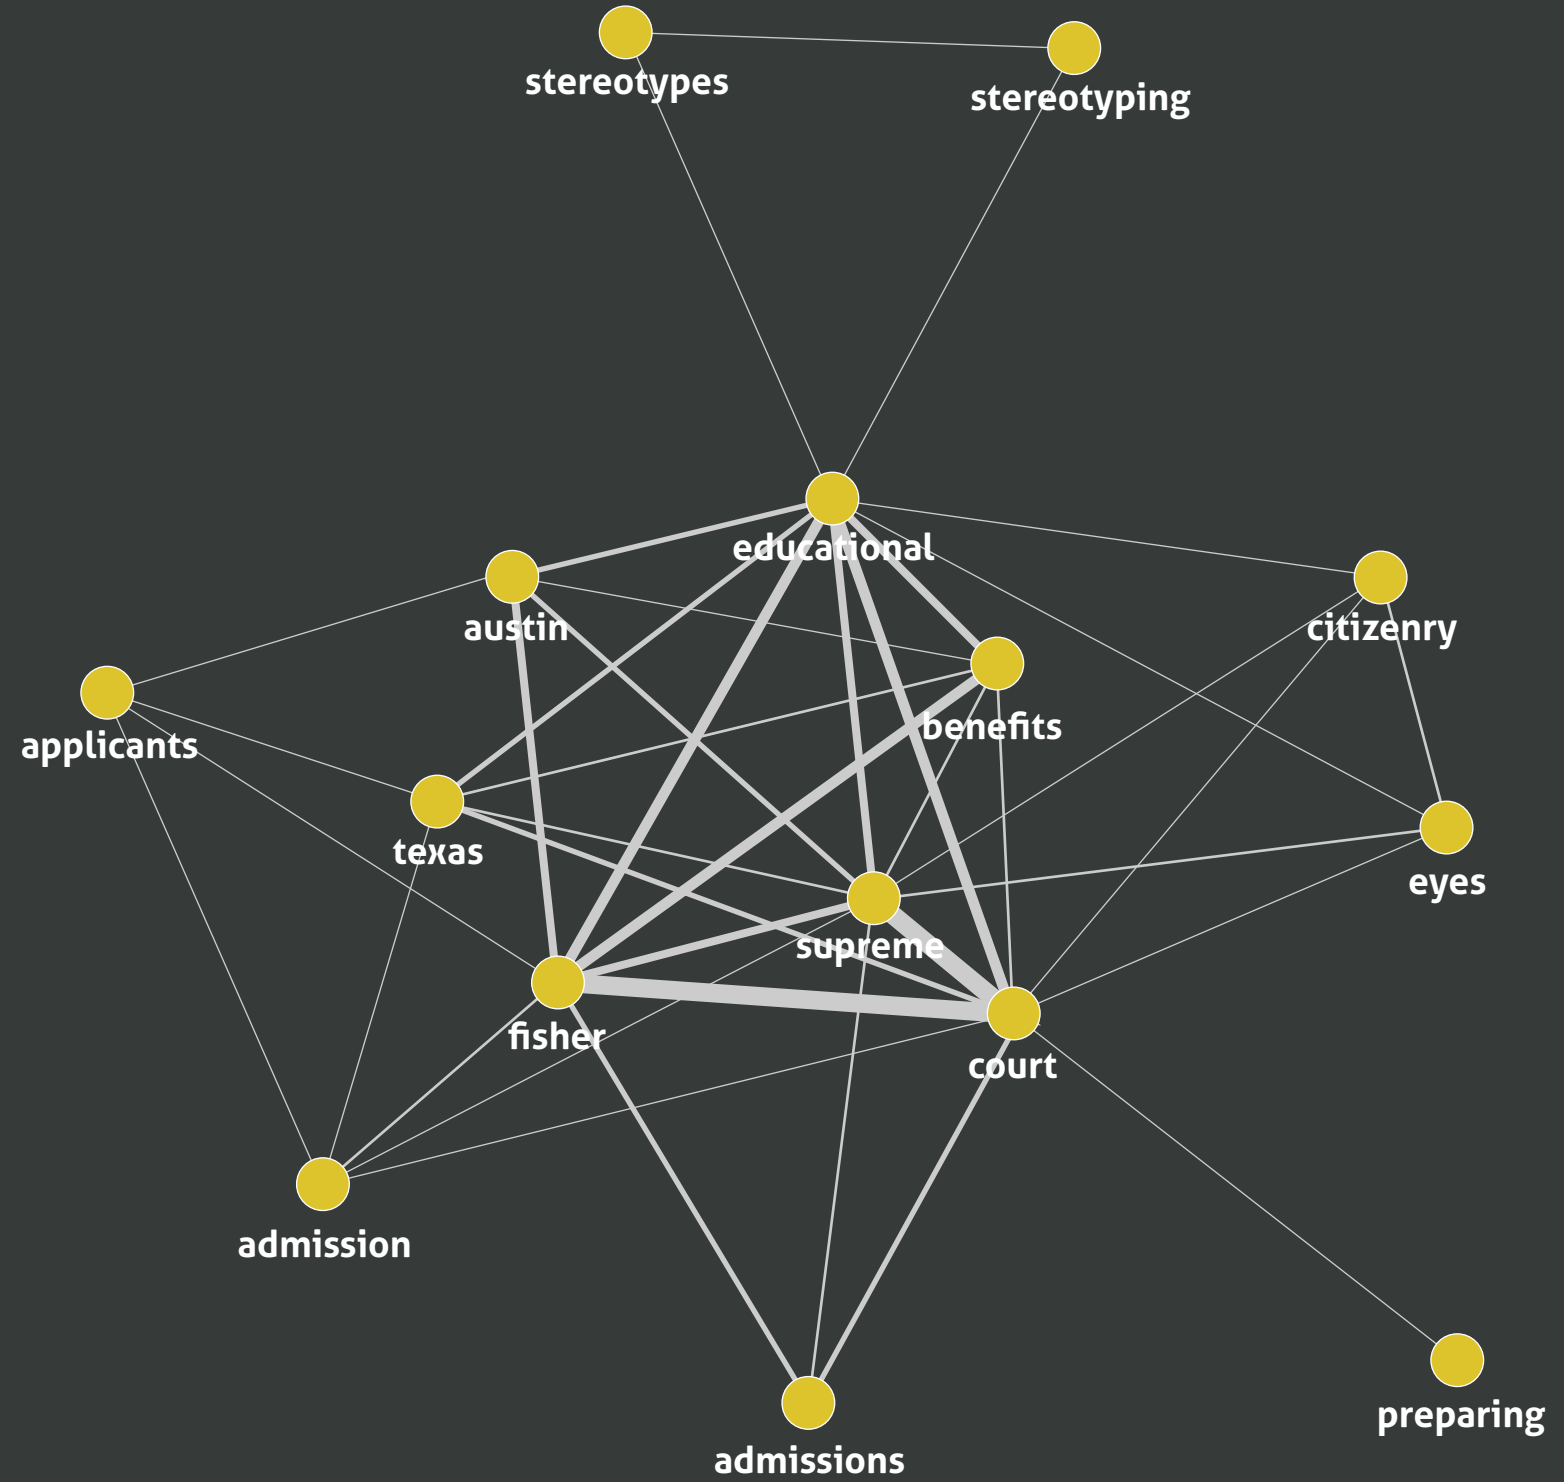 stereotypes
stereotyping
educational
austin
citizenry
benefits
applicants
texas
eyes
supreme
fisher
court
admission
preparing
admissions